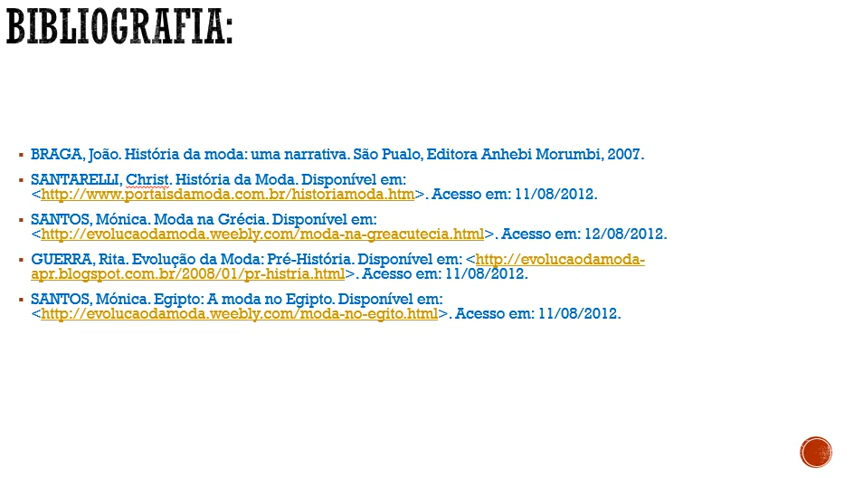 BIBLIOGRAFIA:
▪ BRAGA, João. História da moda: uma narrativa. São Pualo, Editora Anhebi Morumbi, 2007.
▪ SANTARELLI, Christ. História da Moda. Disponível em:
<http://www.portaisdamoda.com.br/historiamoda.htm>. Acesso em: 11/08/2012.
▪ SANTOS, Mónica. Moda na Grécia. Disponível em:
<http://evolucaodamoda.weebly.com/moda-na-greacutecia.html>. Acesso em: 12/08/2012.
▪ GUERRA, Rita. Evolução da Moda: Pré-História. Disponível em: <http://evolucaodamoda-
apr.blogspot.com.br/2008/01/pr-histria.html>. Acesso em: 11/08/2012.
▪ SANTOS, Mónica. Egipto: A moda no Egipto. Disponível em:
<http://evolucaodamoda.weebly.com/moda-no-egito.html>. Acesso em: 11/08/2012.